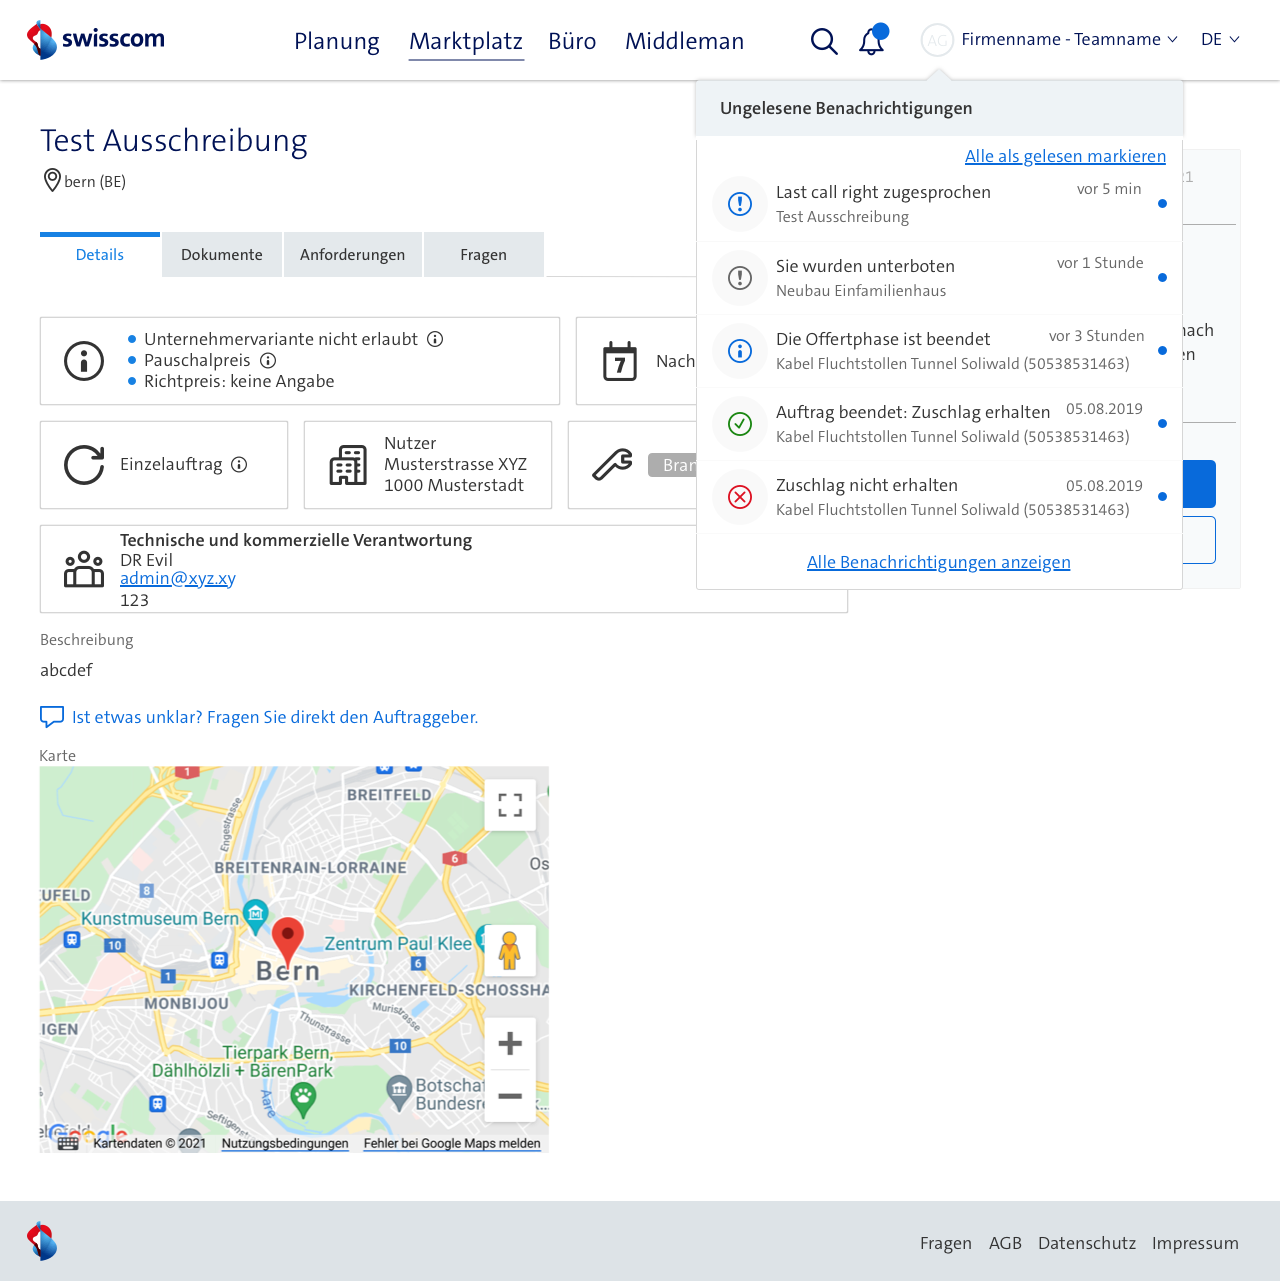 swisscom
Planung Marktplatz Büro Middleman
AG Firmenname - Teamname DE
Ungelesene Benachrichtigungen
Alle als gelesen markieren
Last call right zugesprochen vor 5 min
Test Ausschreibung
Sie wurden unterboten vor 1 Stunde
Neubau Einfamilienhaus
Die Offertphase ist beendet vor 3 Stunden
Kabel Fluchtstollen Tunnel Soliwald (50538531463)
Auftrag beendet: Zuschlag erhalten 05.08.2019
Kabel Fluchtstollen Tunnel Soliwald (50538531463)
Zuschlag nicht erhalten 05.08.2019
Kabel Fluchtstollen Tunnel Soliwald (50538531463)
Alle Benachrichtigungen anzeigen
Test Ausschreibung
bern (BE)
Details Dokumente Anforderungen Fragen
Unternehmervariante nicht erlaubt
Pauschalpreis
Richtpreis: keine Angabe
7 Nach
Einzelauftrag
Nutzer
Musterstrasse XYZ
1000 Musterstadt
Bran
Technische und kommerzielle Verantwortung
DR Evil
admin@xyz.xy
123
nach
en
Beschreibung
abcdef
Ist etwas unklar? Fragen Sie direkt den Auftraggeber.
Karte
1
BREITFELD
Engestrasse
BREITENRAIN-LORRAINE
6
Os
EUFELD
8
Kunstmuseum Bern
10
Zentrum Paul Klee
6
Bern
1
MONBIJOU
KIRCHENFELD-SCHOSSHA
Muristrasse
Thunstrasse
LIGEN
10
Tierpark Bern,
Dählhölzli + BärenPark
Aare
Botschaf
Bundesre
Seftigen
Google
Kartendaten © 2021 Nutzungsbedingungen Fehler bei Google Maps melden
Fragen AGB Datenschutz Impressum